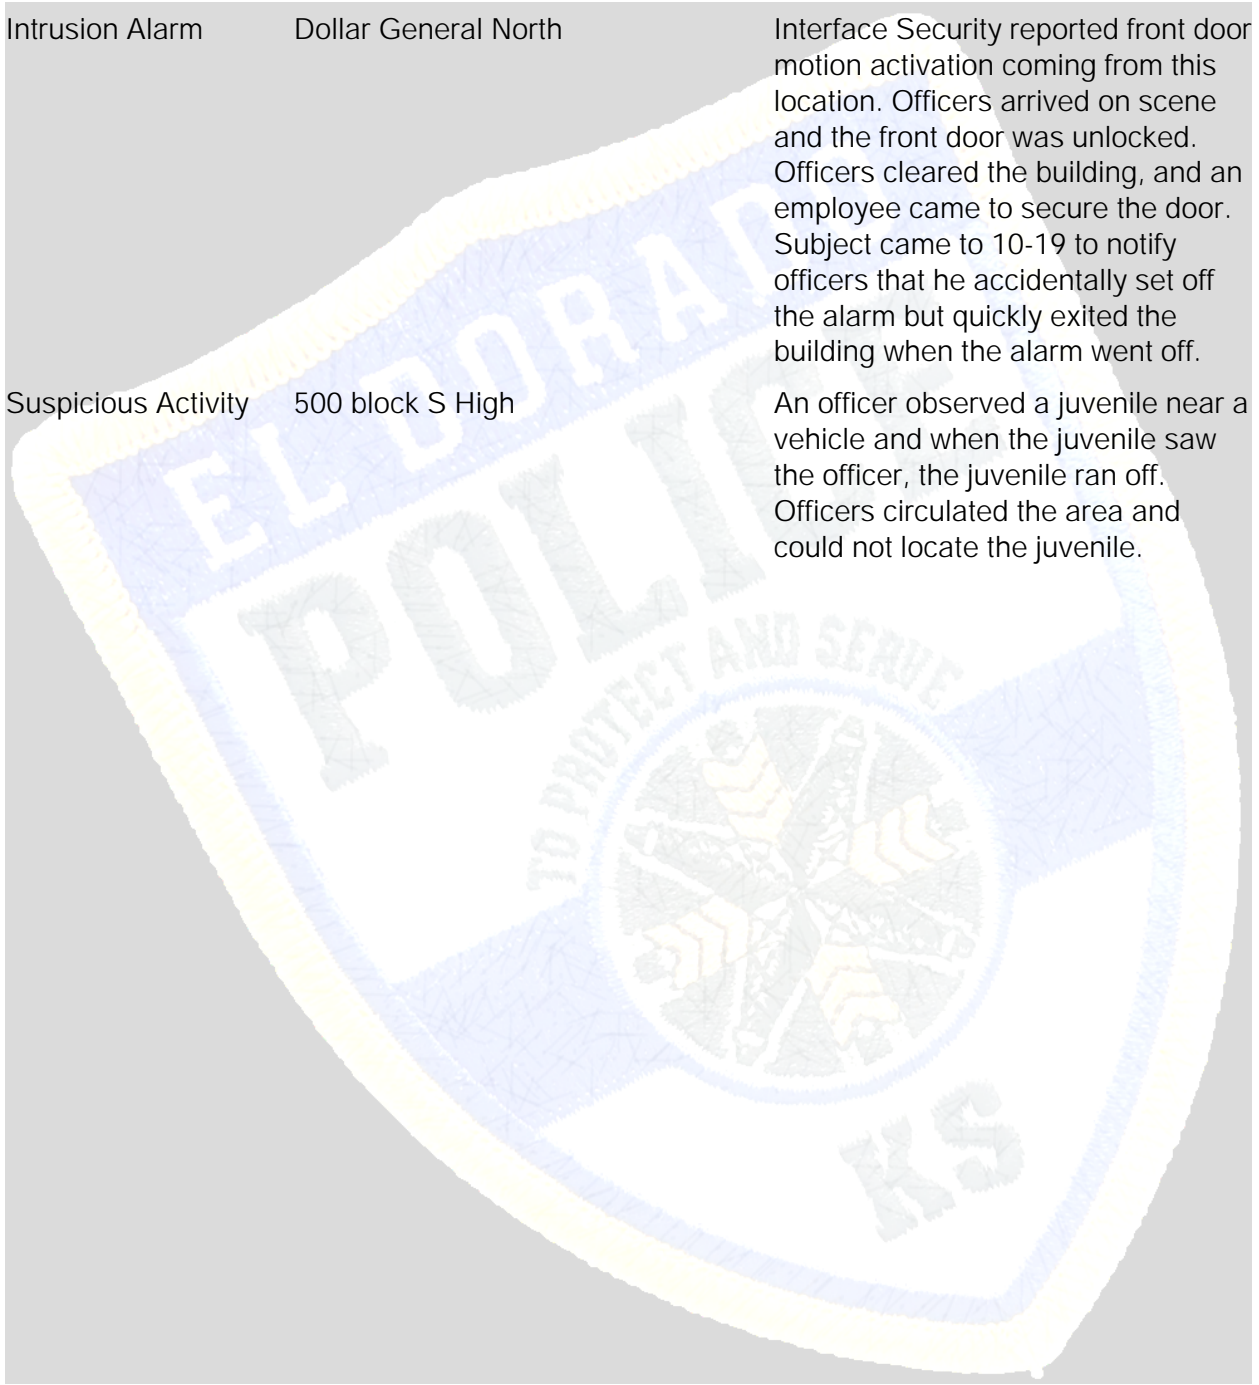 Intrusion Alarm Dollar General North Interface Security reported front door
motion activation coming from this
location. Officers arrived on scene
and the front door was unlocked.
Officers cleared the building, and an
employee came to secure the door.
Subject came to 10-19 to notify
officers that he accidentally set off
the alarm but quickly exited the
building when the alarm went off.
Suspicious Activity 500 block S High An officer observed a juvenile near a
vehicle and when the juvenile saw
the officer, the juvenile ran off.
Officers circulated the area and
could not locate the juvenile.
EL DORADO
POLICE
TO PROTECT AND SERVE
KS